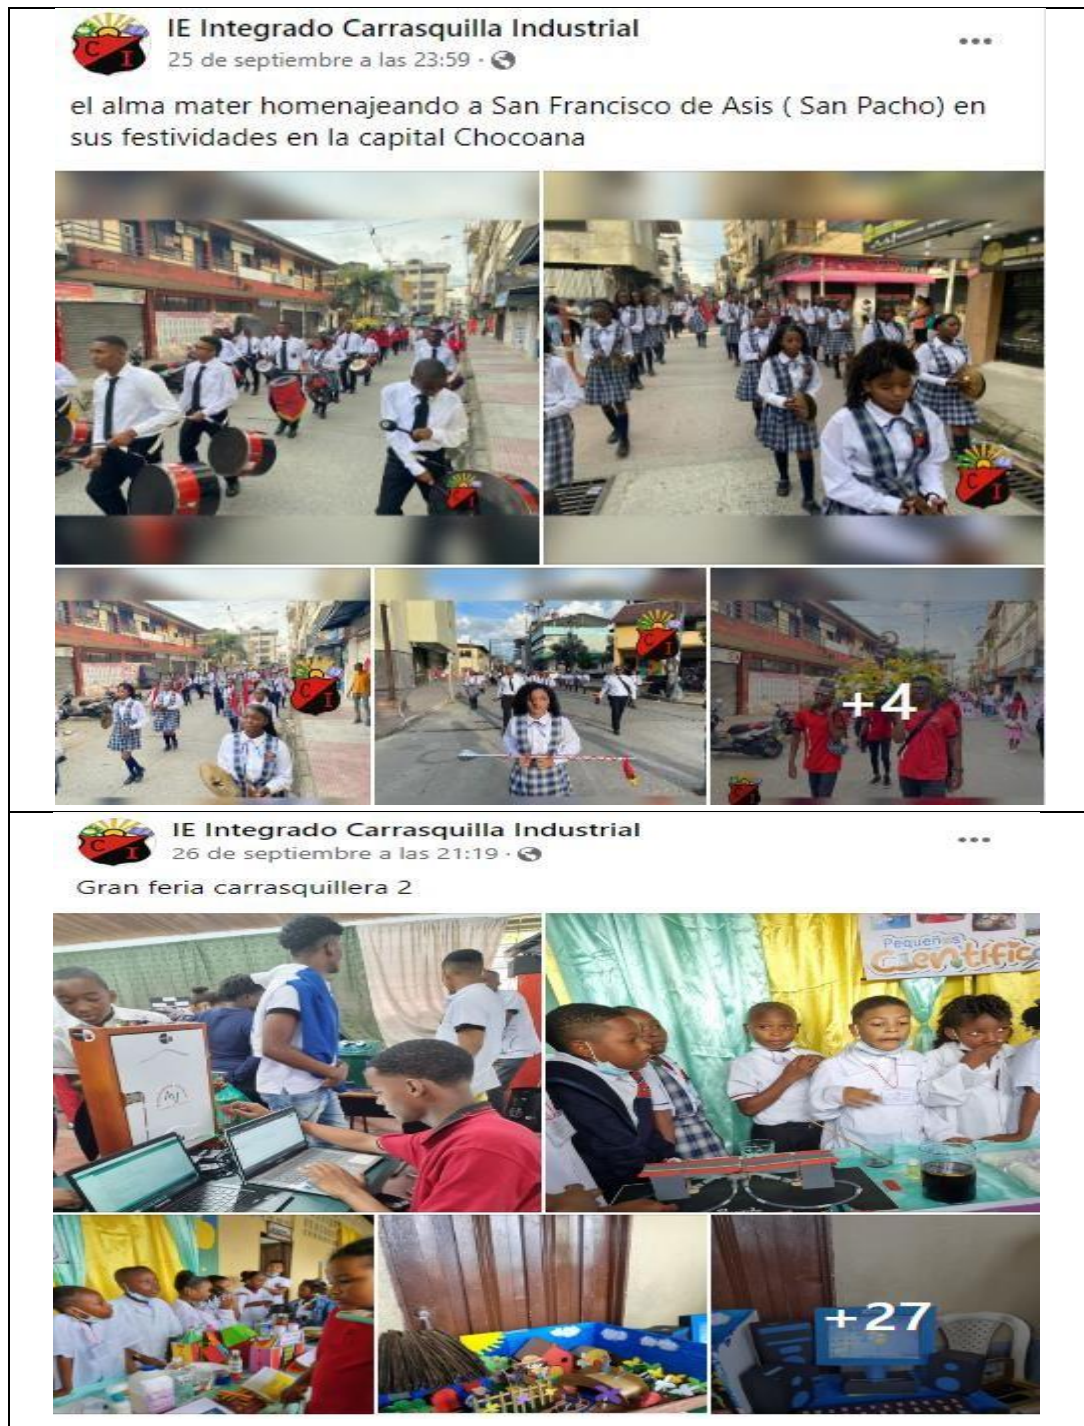 IE Integrado Carrasquilla Industrial
25 de septiembre a las 23:59 ·
el alma mater homenajeando a San Francisco de Asis ( San Pacho) en
sus festividades en la capital Chocoana
C I
+4
IE Integrado Carrasquilla Industrial
26 de septiembre a las 21:19 ·
Gran feria carrasquillera 2
Pequeños
Científic
+27